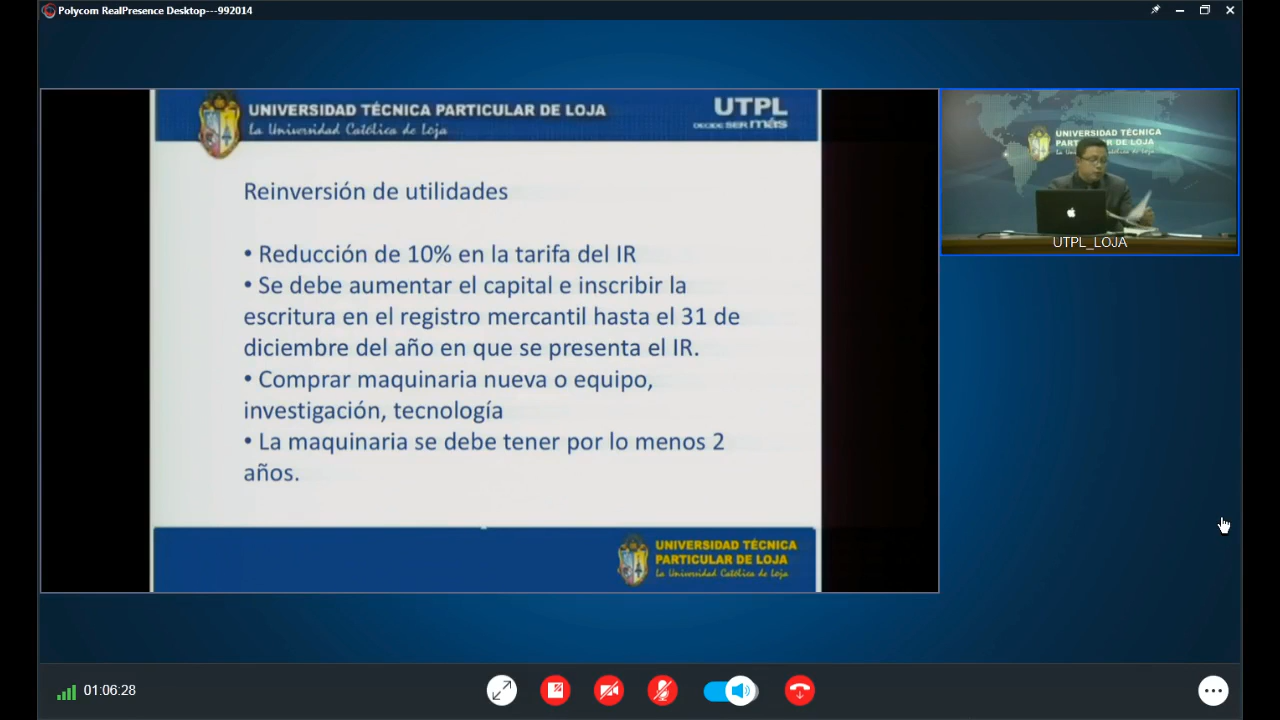 Polycom RealPresence Desktop---992014
UNIVERSIDAD TÉCNICA PARTICULAR DE LOJA
La Universidad Católica de Loja
UTPL
DECIDE SER más
Reinversión de utilidades
• Reducción de 10% en la tarifa del IR
• Se debe aumentar el capital e inscribir la
escritura en el registro mercantil hasta el 31 de
diciembre del año en que se presenta el IR.
• Comprar maquinaria nueva o equipo,
investigación, tecnología
• La maquinaria se debe tener por lo menos 2
años.
UNIVERSIDAD TÉCNICA
PARTICULAR DE LOJA
La Universidad Católica de Loja
UNIVERSIDAD TÉCNICA
PARTICULAR DE LOJA
UTPL_LOJA
01:06:28